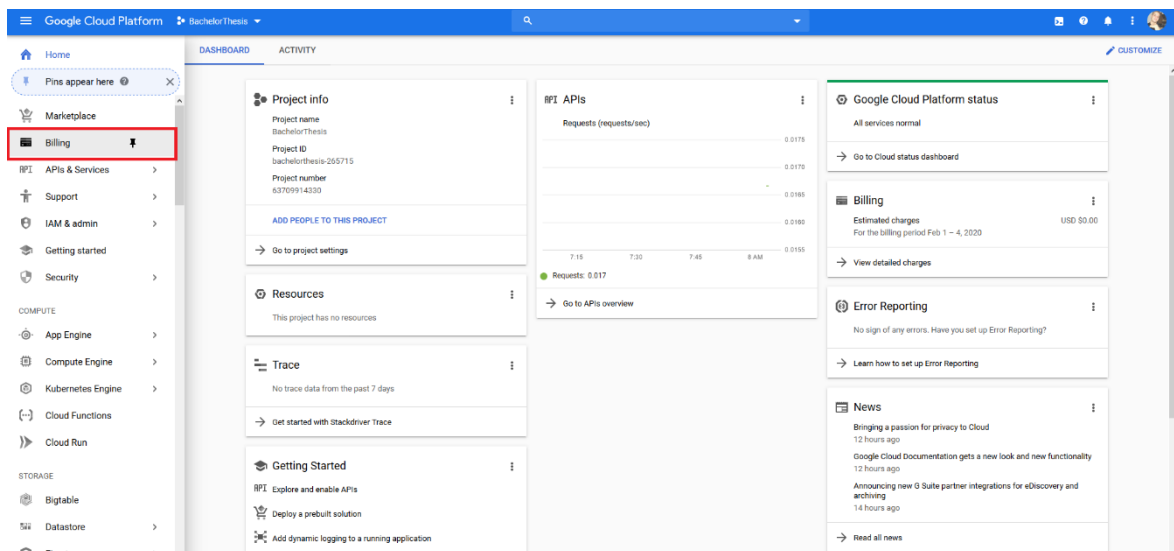 Google Cloud Platform
BachelorThesis
Home
DASHBOARD
ACTIVITY
CUSTOMIZE
Pins appear here
Marketplace
Billing
API APIs & Services
Support
IAM & admin
Getting started
Security
COMPUTE
App Engine
Compute Engine
Kubernetes Engine
Cloud Functions
Cloud Run
STORAGE
Bigtable
Datastore
Project info
Project name
BachelorThesis
Project ID
bachelorthesis-265715
Project number
63709914330
ADD PEOPLE TO THIS PROJECT
Go to project settings
Resources
This project has no resources
Trace
No trace data from the past 7 days
Get started with Stackdriver Trace
Getting Started
API Explore and enable APIs
Deploy a prebuilt solution
Add dynamic logging to a running application
API APIs
Requests (requests/sec)
0.0175
0.0170
0.0165
0.0160
0.0155
7:15 7:30 7:45 8 AM
Requests: 0.017
Go to APIs overview
Google Cloud Platform status
All services normal
Go to Cloud status dashboard
Billing
Estimated charges USD $0.00
For the billing period Feb 1 – 4, 2020
View detailed charges
Error Reporting
No sign of any errors. Have you set up Error Reporting?
Learn how to set up Error Reporting
News
Bringing a passion for privacy to Cloud
12 hours ago
Google Cloud Documentation gets a new look and new functionality
12 hours ago
Announcing new G Suite partner integrations for eDiscovery and
archiving
14 hours ago
Read all news